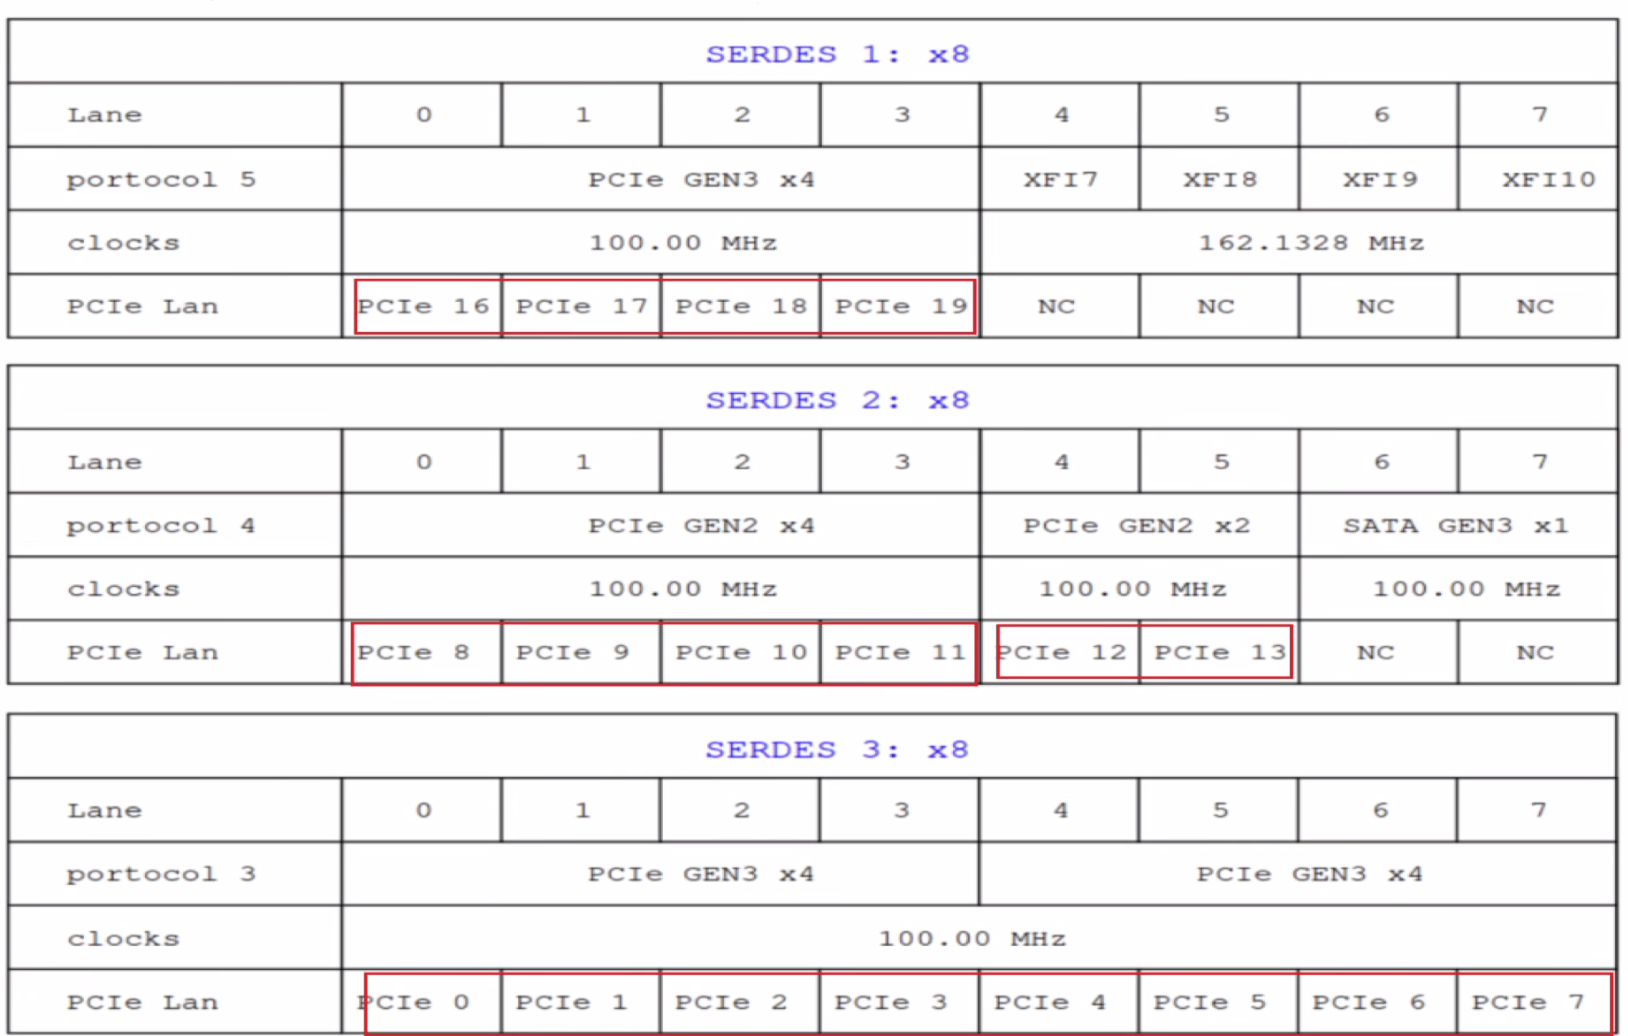 SERDES 1: x8
Lane 0 1 2 3 4 5 6 7
portocol 5 PCIe GEN3 x4 XFI7 XFI8 XFI9 XFI10
clocks 100.00 MHz 162.1328 MHz
PCIe Lan PCIe 16 PCIe 17 PCIe 18 PCIe 19 NC NC NC NC
SERDES 2: x8
Lane 0 1 2 3 4 5 6 7
portocol 4 PCIe GEN2 x4 PCIe GEN2 x2 SATA GEN3 x1
clocks 100.00 MHz 100.00 MHz 100.00 MHz
PCIe Lan PCIe 8 PCIe 9 PCIe 10 PCIe 11 PCIe 12 PCIe 13 NC NC
SERDES 3: x8
Lane 0 1 2 3 4 5 6 7
portocol 3 PCIe GEN3 x4 PCIe GEN3 x4
clocks 100.00 MHz
PCIe Lan PCIe 0 PCIe 1 PCIe 2 PCIe 3 PCIe 4 PCIe 5 PCIe 6 PCIe 7